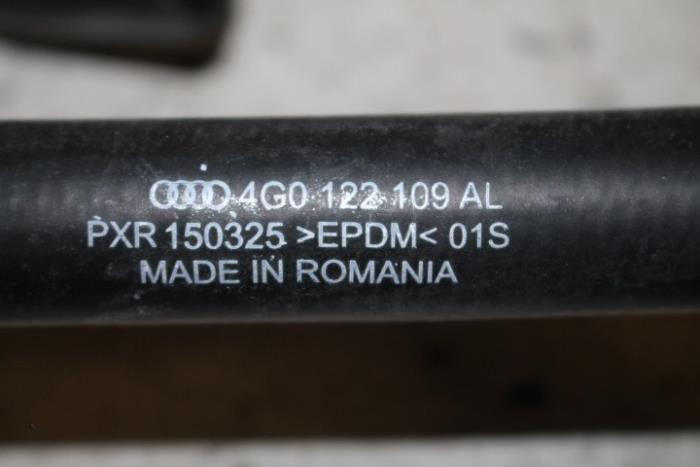 4G0 122 109 AL
PXR 150325 >EPDM< 01S
MADE IN ROMANIA